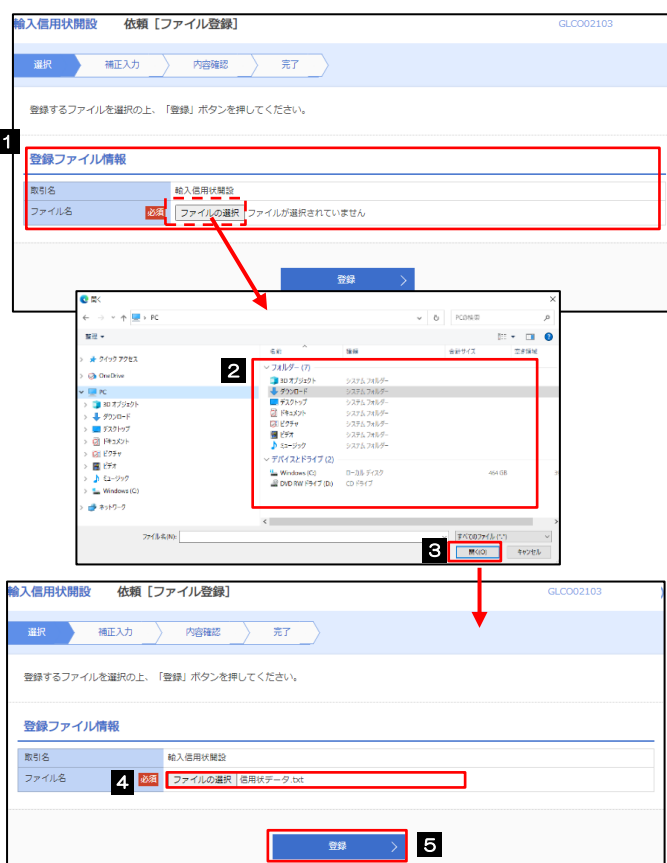 輸入信用状開設 依頼［ファイル登録］ GLCO02103
選択 補正入力 内容確認 完了
登録するファイルを選択の上、「登録」ボタンを押してください。
1
登録ファイル情報
取引名 輸入信用状開設
ファイル名 必須 ファイルの選択 ファイルが選択されていません
登録
開く
PC PCの検索
整理
名前 種類 合計サイズ 空き領域
クイック アクセス
OneDrive
PC
3D オブジェクト
ダウンロード
デスクトップ
ドキュメント
ピクチャ
ビデオ
ミュージック
Windows (C:)
ネットワーク
2
フォルダー (7)
3D オブジェクト システム フォルダー
ダウンロード システム フォルダー
デスクトップ システム フォルダー
ドキュメント システム フォルダー
ピクチャ システム フォルダー
ビデオ システム フォルダー
ミュージック システム フォルダー
デバイスとドライブ (2)
Windows (C:) ローカル ディスク 464 GB
DVD RW ドライブ (D:) CD ドライブ
ファイル名(N): すべてのファイル (*.*)
3
開く(O) キャンセル
輸入信用状開設 依頼［ファイル登録］ GLCO02103
選択 補正入力 内容確認 完了
登録するファイルを選択の上、「登録」ボタンを押してください。
登録ファイル情報
取引名 輸入信用状開設
ファイル名 4 必須 ファイルの選択 信用状データ.txt
登録 5